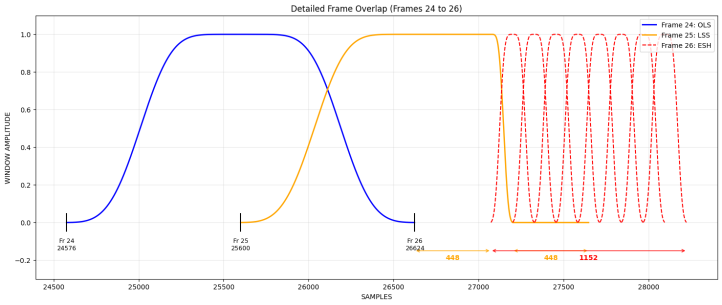 Detailed Frame Overlap (Frames 24 to 26)
Frame 24: OLS
Frame 25: LSS
Frame 26: ESH
WINDOW AMPLITUDE
1.0
0.8
0.6
0.4
0.2
0.0
−0.2
Fr 24
24576
Fr 25
25600
Fr 26
26624
448
448
1152
24500 25000 25500 26000 26500 27000 27500 28000
SAMPLES